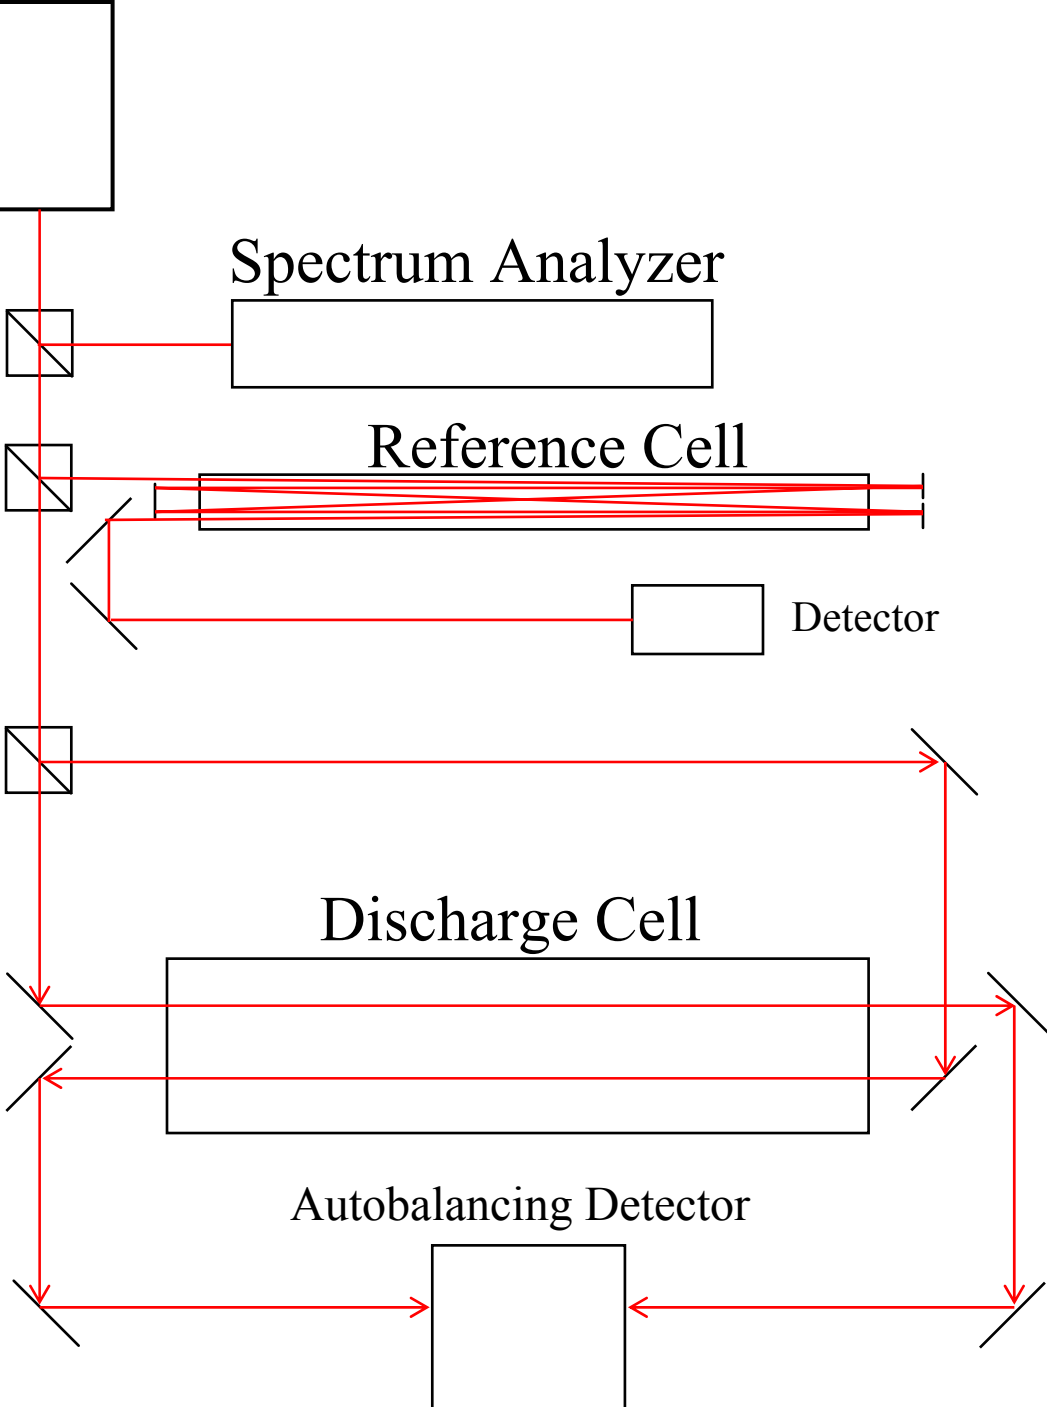 Spectrum Analyzer
Reference Cell
Detector
Discharge Cell
Autobalancing Detector